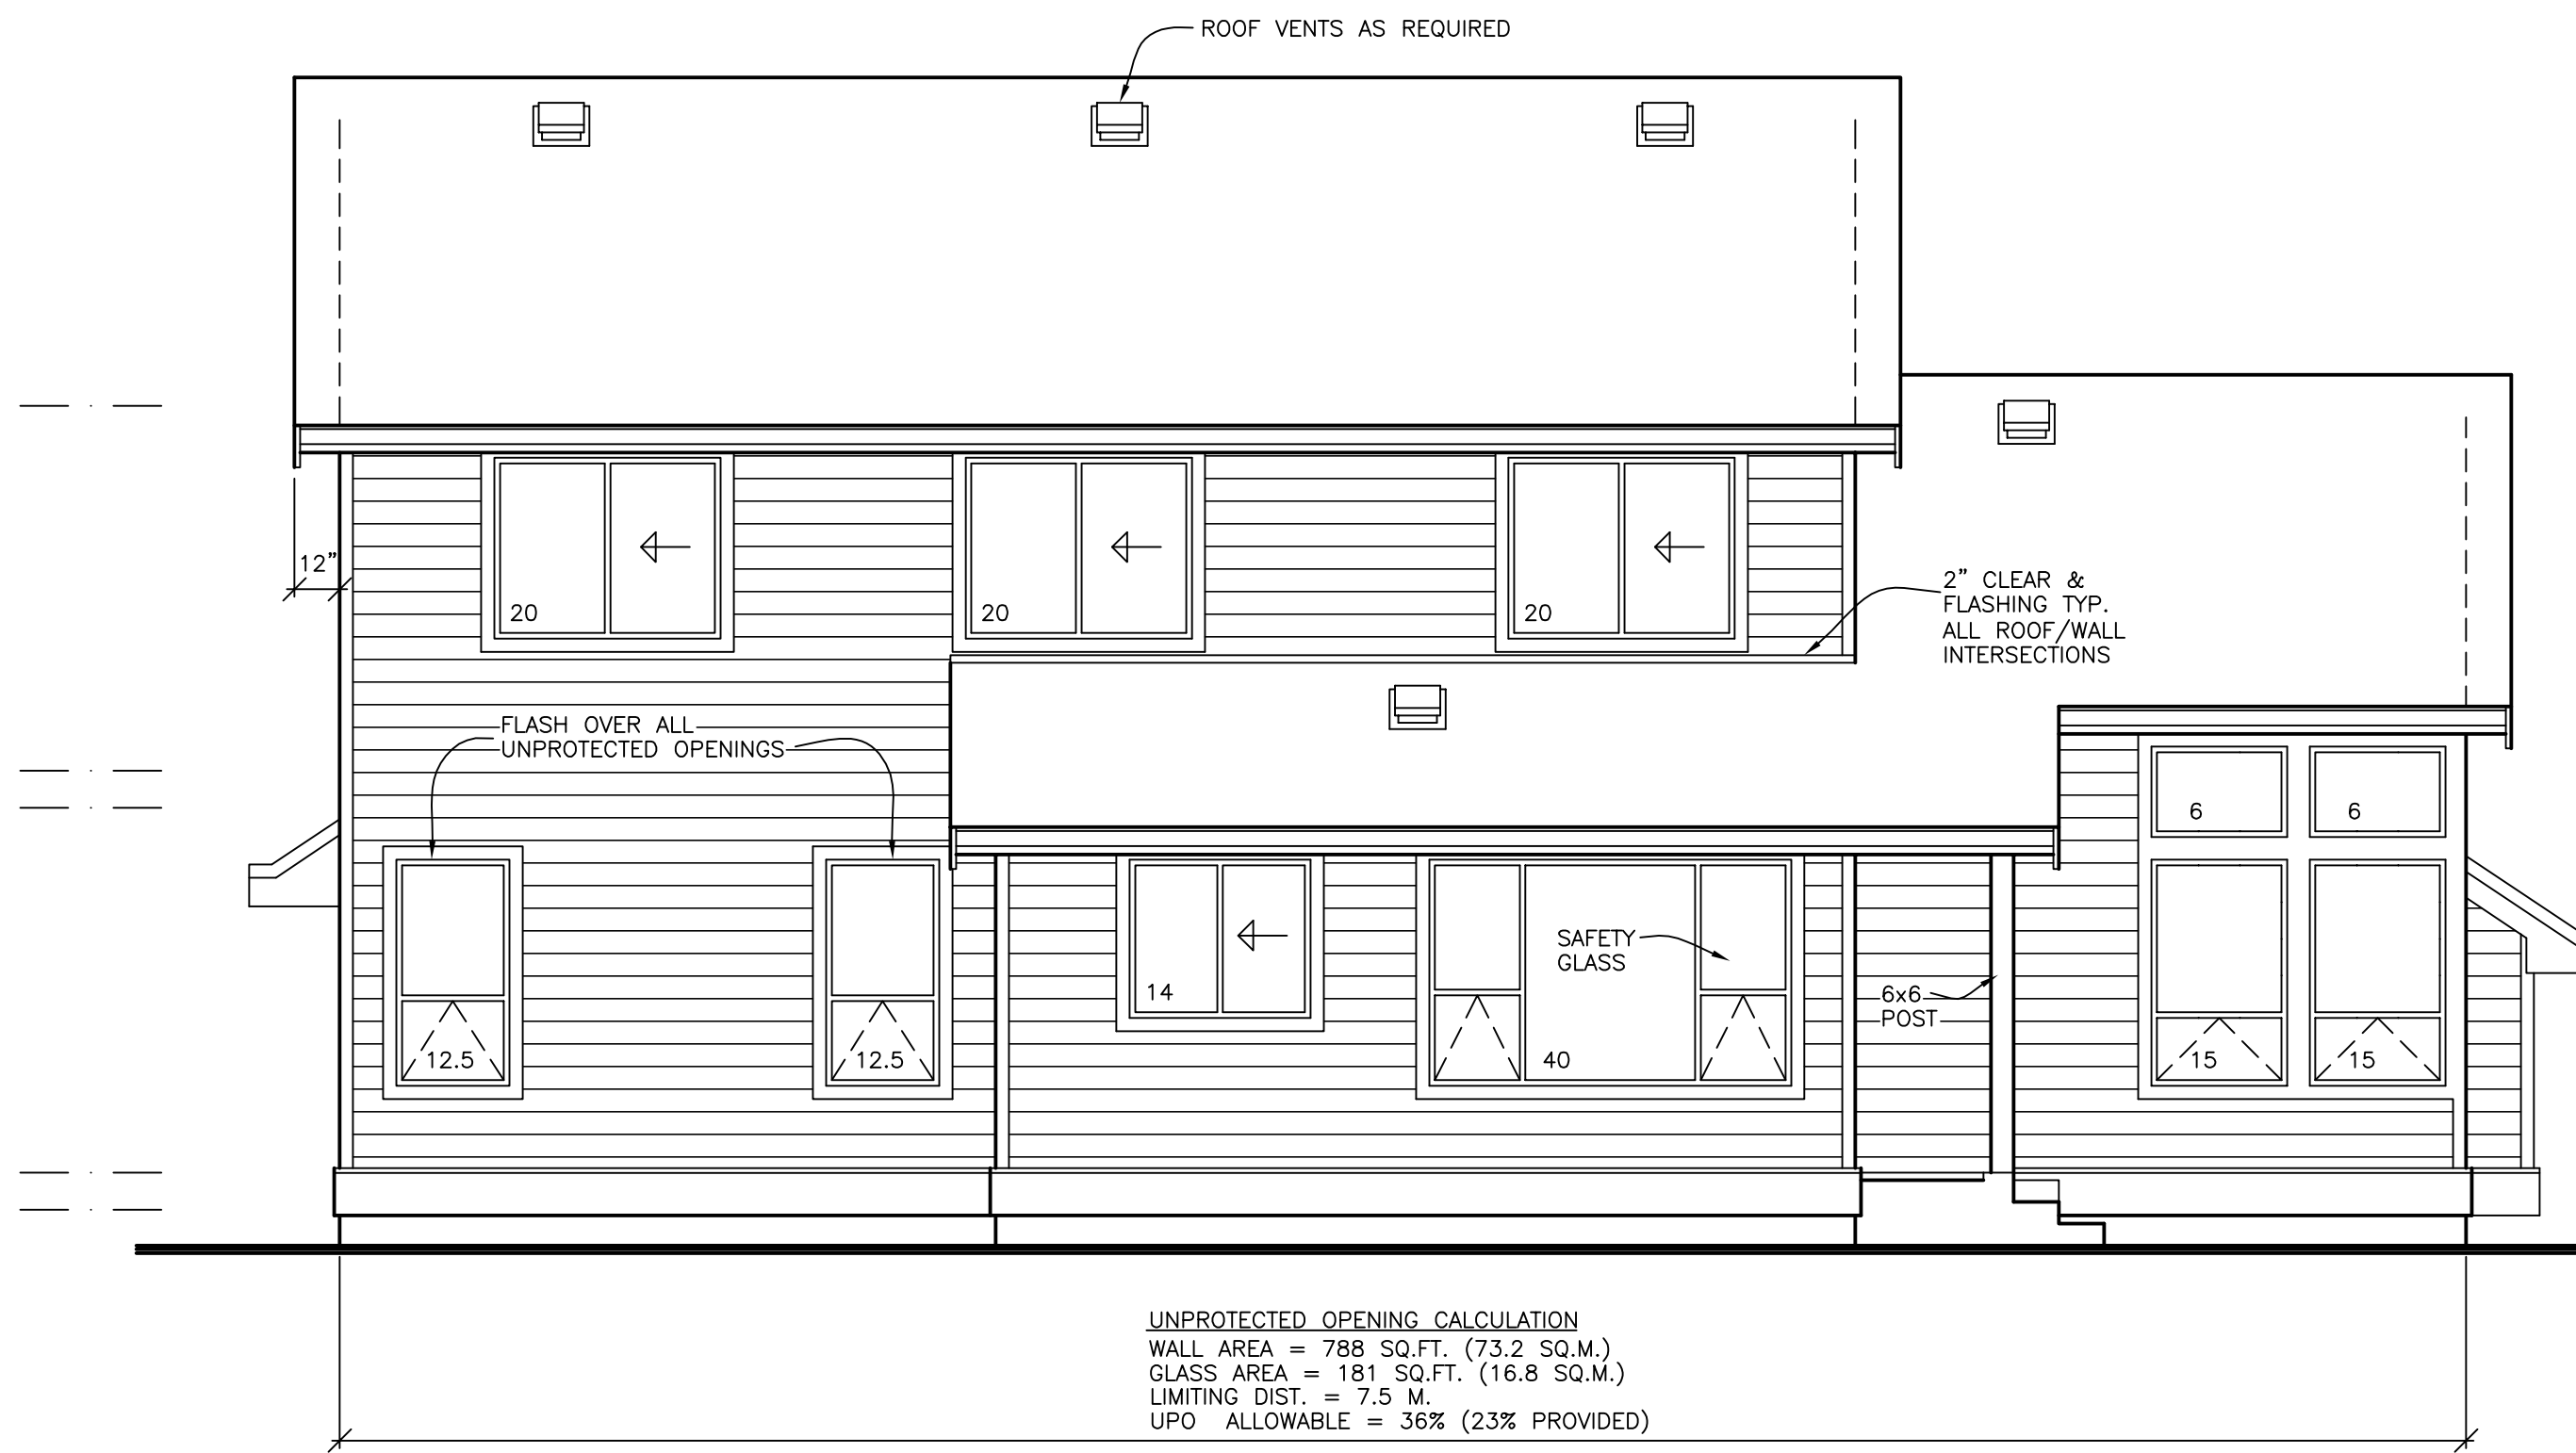 ROOF VENTS AS REQUIRED
12"
20
20
20
2" CLEAR &
FLASHING TYP.
ALL ROOF/WALL
INTERSECTIONS
FLASH OVER ALL
UNPROTECTED OPENINGS
6
6
SAFETY
GLASS
14
6x6
POST
12.5
12.5
40
15
15
UNPROTECTED OPENING CALCULATION
WALL AREA = 788 SQ.FT. (73.2 SQ.M.)
GLASS AREA = 181 SQ.FT. (16.8 SQ.M.)
LIMITING DIST. = 7.5 M.
UPO ALLOWABLE = 36% (23% PROVIDED)